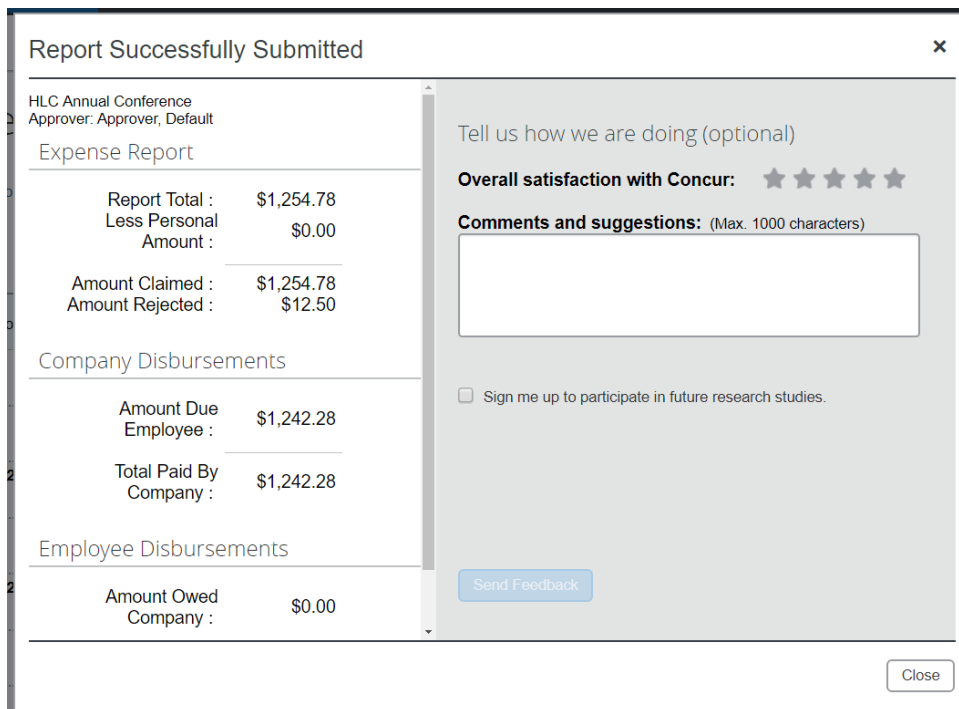 Report Successfully Submitted
×
HLC Annual Conference
Approver: Approver, Default
Expense Report
Report Total : $1,254.78
Less Personal
Amount : $0.00
Amount Claimed : $1,254.78
Amount Rejected : $12.50
Company Disbursements
Amount Due
Employee : $1,242.28
Total Paid By
Company : $1,242.28
Employee Disbursements
Amount Owed
Company : $0.00
Tell us how we are doing (optional)
Overall satisfaction with Concur:
Comments and suggestions: (Max. 1000 characters)
Sign me up to participate in future research studies.
Send Feedback
Close